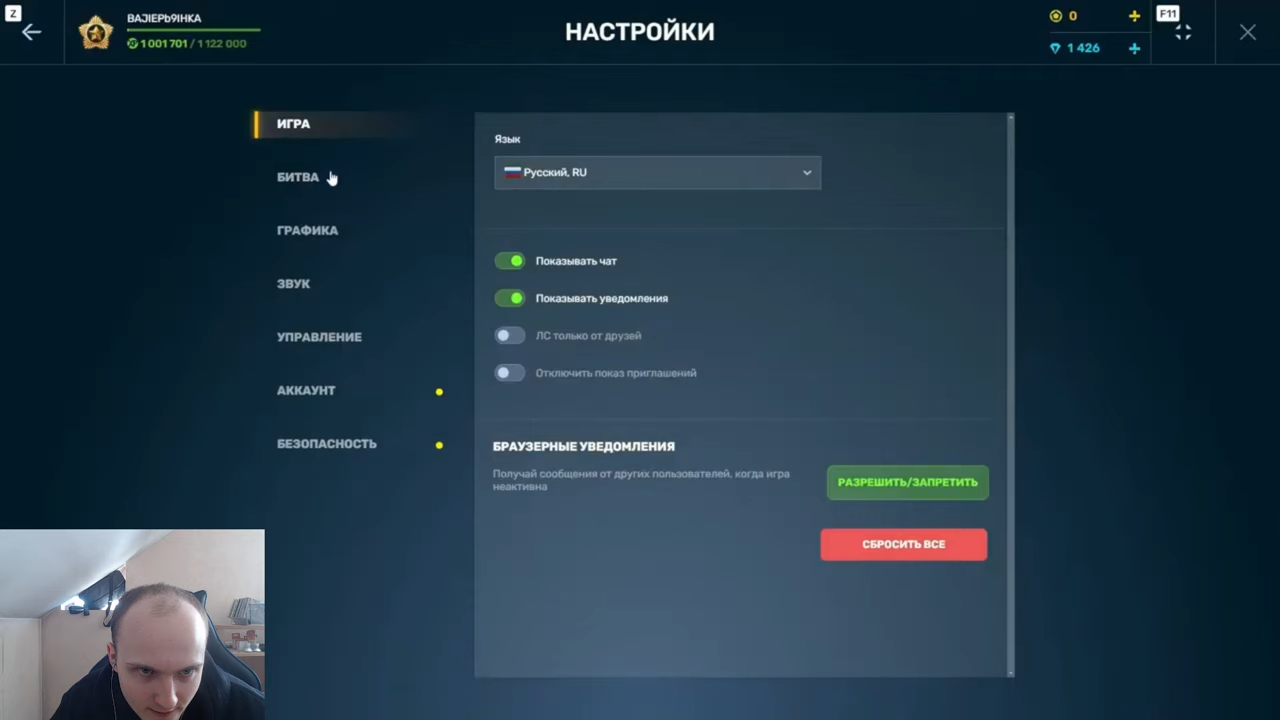 Z
ВАJIЕРЬ9IНКА
1 001 701 / 1 122 000
НАСТРОЙКИ
0
F11
1 426
ИГРА
БИТВА
ГРАФИКА
ЗВУК
УПРАВЛЕНИЕ
АККАУНТ
БЕЗОПАСНОСТЬ
Язык
Русский, RU
Показывать чат
Показывать уведомления
ЛС только от друзей
Отключить показ приглашений
БРАУЗЕРНЫЕ УВЕДОМЛЕНИЯ
Получай сообщения от других пользователей, когда игра
неактивна
РАЗРЕШИТЬ/ЗАПРЕТИТЬ
СБРОСИТЬ ВСЕ